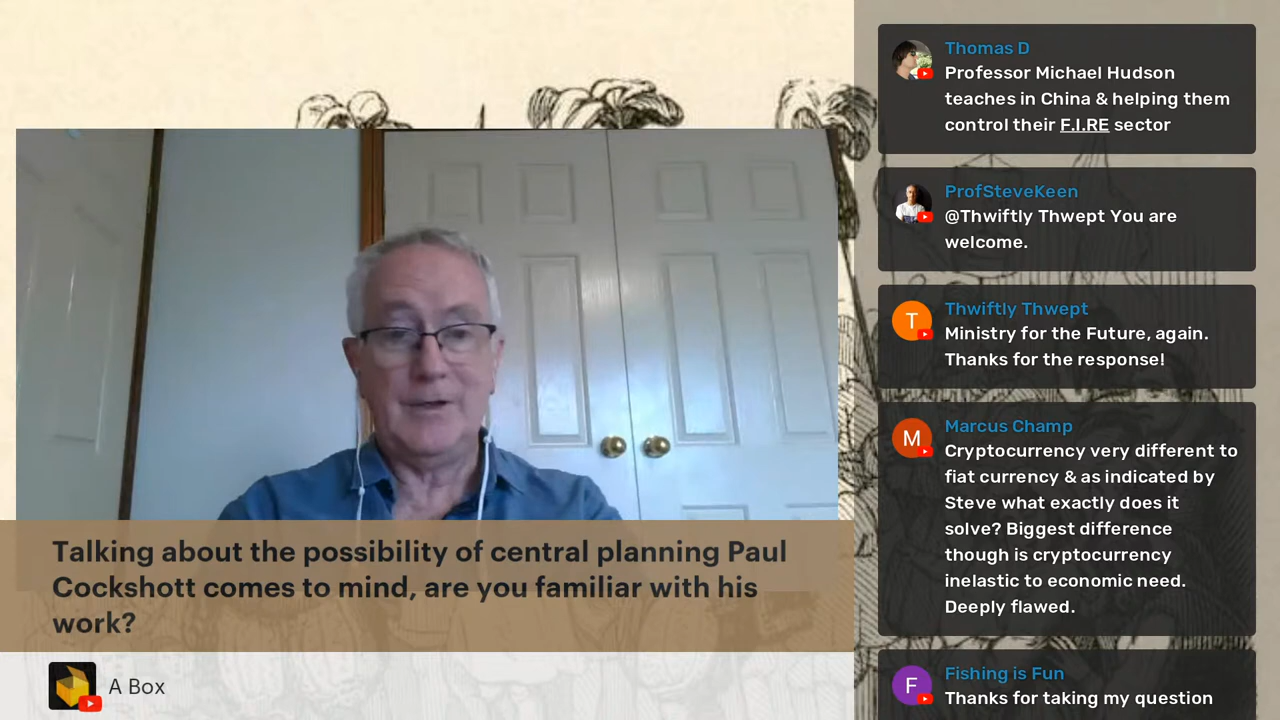 Talking about the possibility of central planning Paul
Cockshott comes to mind, are you familiar with his
work?
A Box
Thomas D
Professor Michael Hudson
teaches in China & helping them
control their F.I.RE sector
ProfSteveKeen
@Thwiftly Thwept You are
welcome.
T
Thwiftly Thwept
Ministry for the Future, again.
Thanks for the response!
M
Marcus Champ
Cryptocurrency very different to
fiat currency & as indicated by
Steve what exactly does it
solve? Biggest difference
though is cryptocurrency
inelastic to economic need.
Deeply flawed.
F
Fishing is Fun
Thanks for taking my question